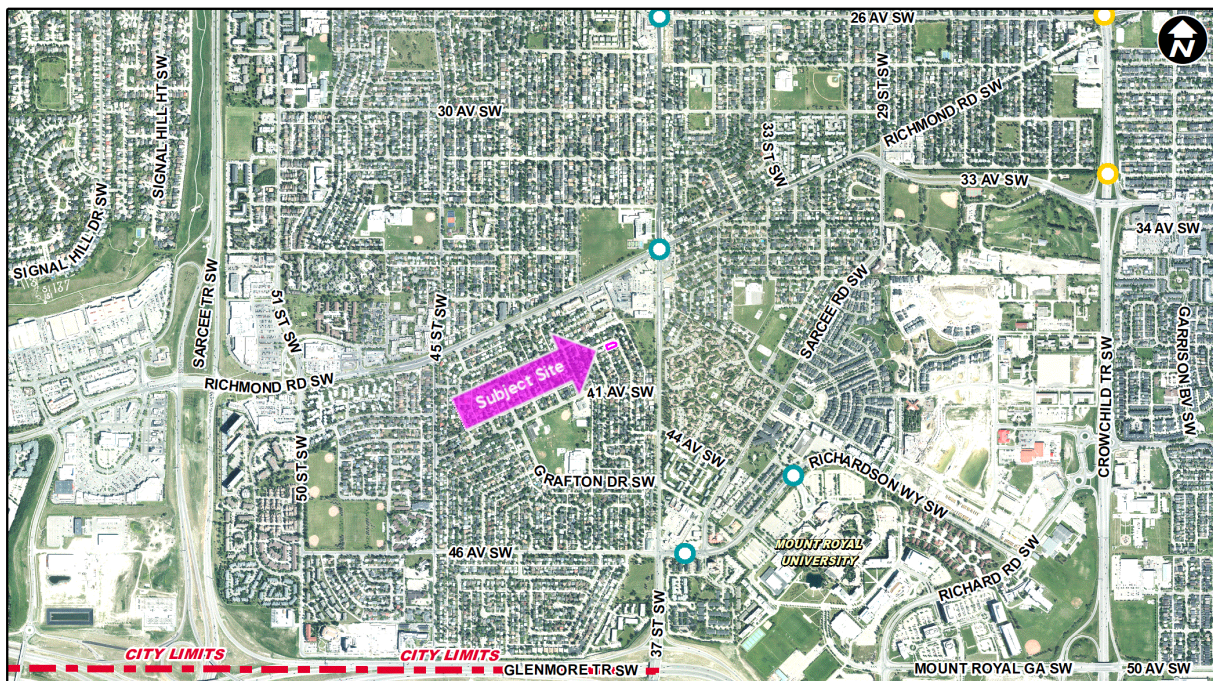 26 AV SW
N
SIGNAL HILL HT SW
29 ST SW
RICHMOND RD SW
30 AV SW
33 ST SW
33 AV SW
SIGNAL HILL DR SW
34 AV SW
SARCEE TR SW
51 ST SW
45 ST SW
SARCEE RD SW
GARRISON BV SW
CROWCHILD TR SW
RICHMOND RD SW
Subject Site
41 AV SW
44 AV SW
50 ST SW
GRAFTON DR SW
RICHARDSON WY SW
46 AV SW
MOUNT ROYAL
UNIVERSITY
RICHARD RD SW
37 ST SW
CITY LIMITS
CITY LIMITS
GLENMORE TR SW
MOUNT ROYAL GA SW
50 AV SW